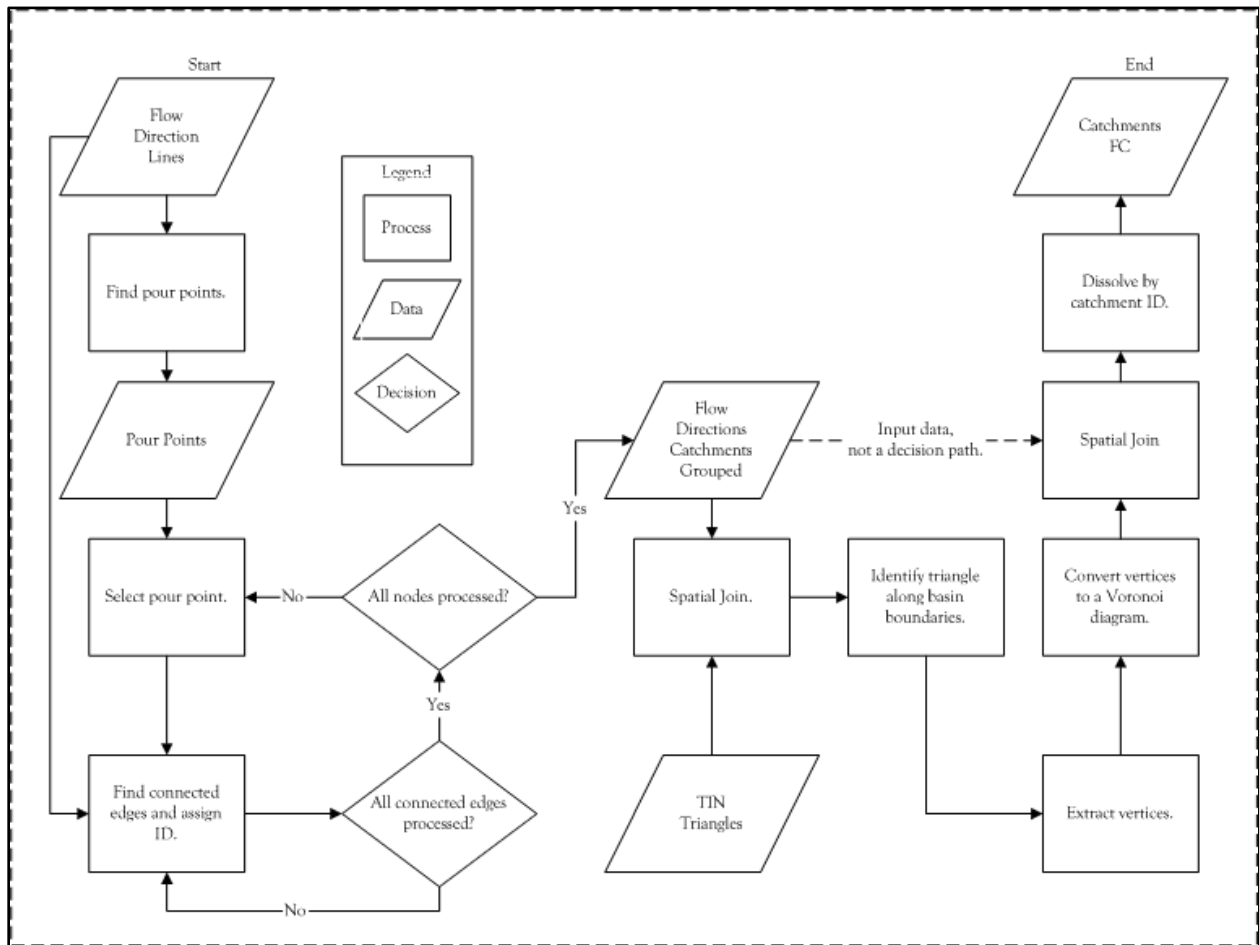 Start
Flow
Direction
Lines
Find pour points.
Pour Points
Select pour point.
Find connected
edges and assign
ID.
Legend
Process
Data
Decision
No
All nodes processed?
Yes
Yes
All connected edges
processed?
No
Flow
Directions
Catchments
Grouped
Input data,
not a decision path.
Spatial Join.
TIN
Triangles
Identify triangle
along basin
boundaries.
End
Catchments
FC
Dissolve by
catchment ID.
Spatial Join
Convert vertices
to a Voronoi
diagram.
Extract vertices.